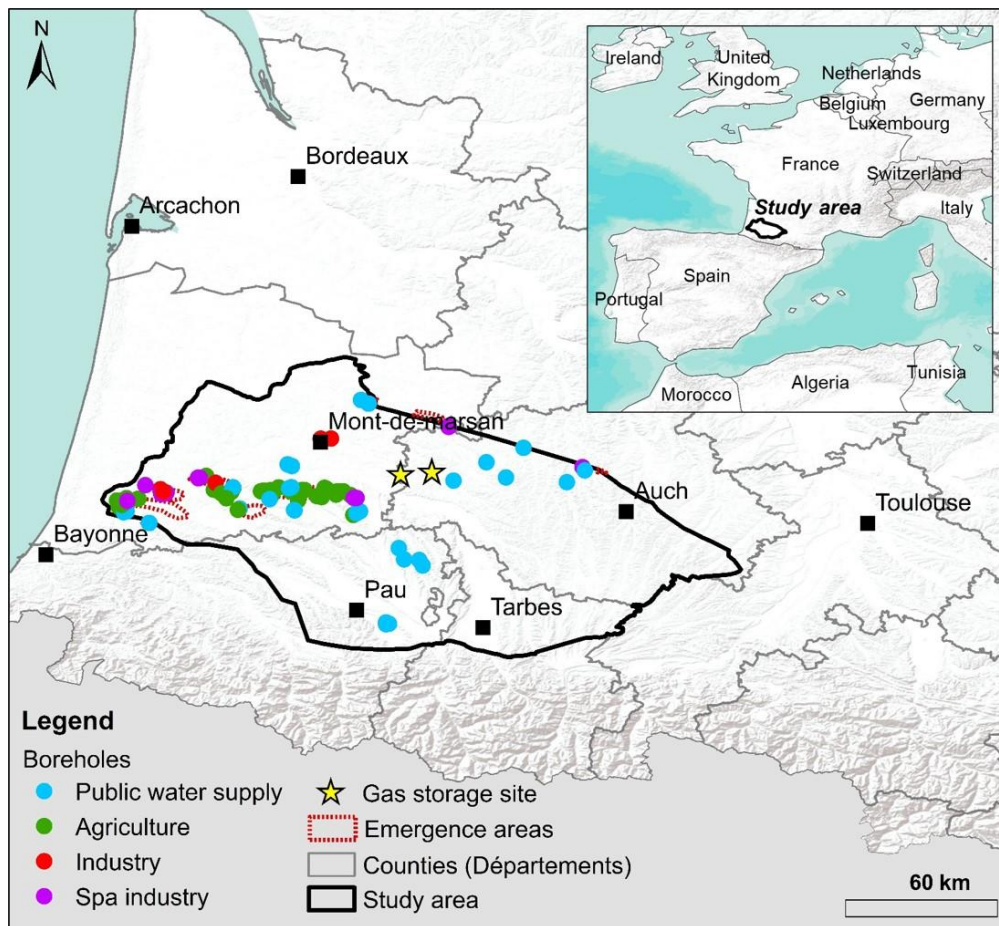 N
Bordeaux
Arcachon
Mont-de-marsan
Auch
Toulouse
Bayonne
Pau
Tarbes
Ireland
United
Kingdom
Netherlands
Belgium
Germany
Luxembourg
France
Switzerland
Study area
Italy
Spain
Portugal
Morocco
Algeria
Tunisia
Legend
Boreholes
Public water supply
Agriculture
Industry
Spa industry
Gas storage site
Emergence areas
Counties (Départements)
Study area
60 km